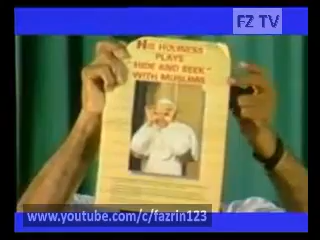 FZ TV
HIS HOLINESS
PLAYS
"HIDE AND SEEK"
WITH MUSLIMS
www.youtube.com/c/fazrin123